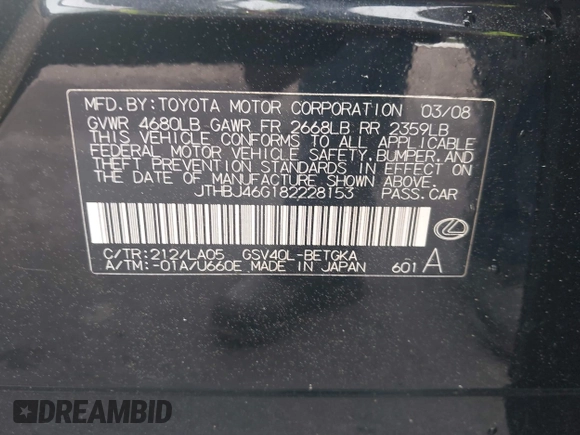 MFD. BY: TOYOTA MOTOR CORPORATION 03/08
GVWR 4680LB GAWR FR 2668LB RR 2359LB
THIS VEHICLE CONFORMS TO ALL APPLICABLE
FEDERAL MOTOR VEHICLE SAFETY, BUMPER, AND
THEFT PREVENTION STANDARDS IN EFFECT ON
THE DATE OF MANUFACTURE SHOWN ABOVE.
JTHBJ46G182228153 PASS. CAR
C/TR: 212/LA05 GSV40L-BETGKA
A/TM: -01A/U660E MADE IN JAPAN 601 A
DREAMBID